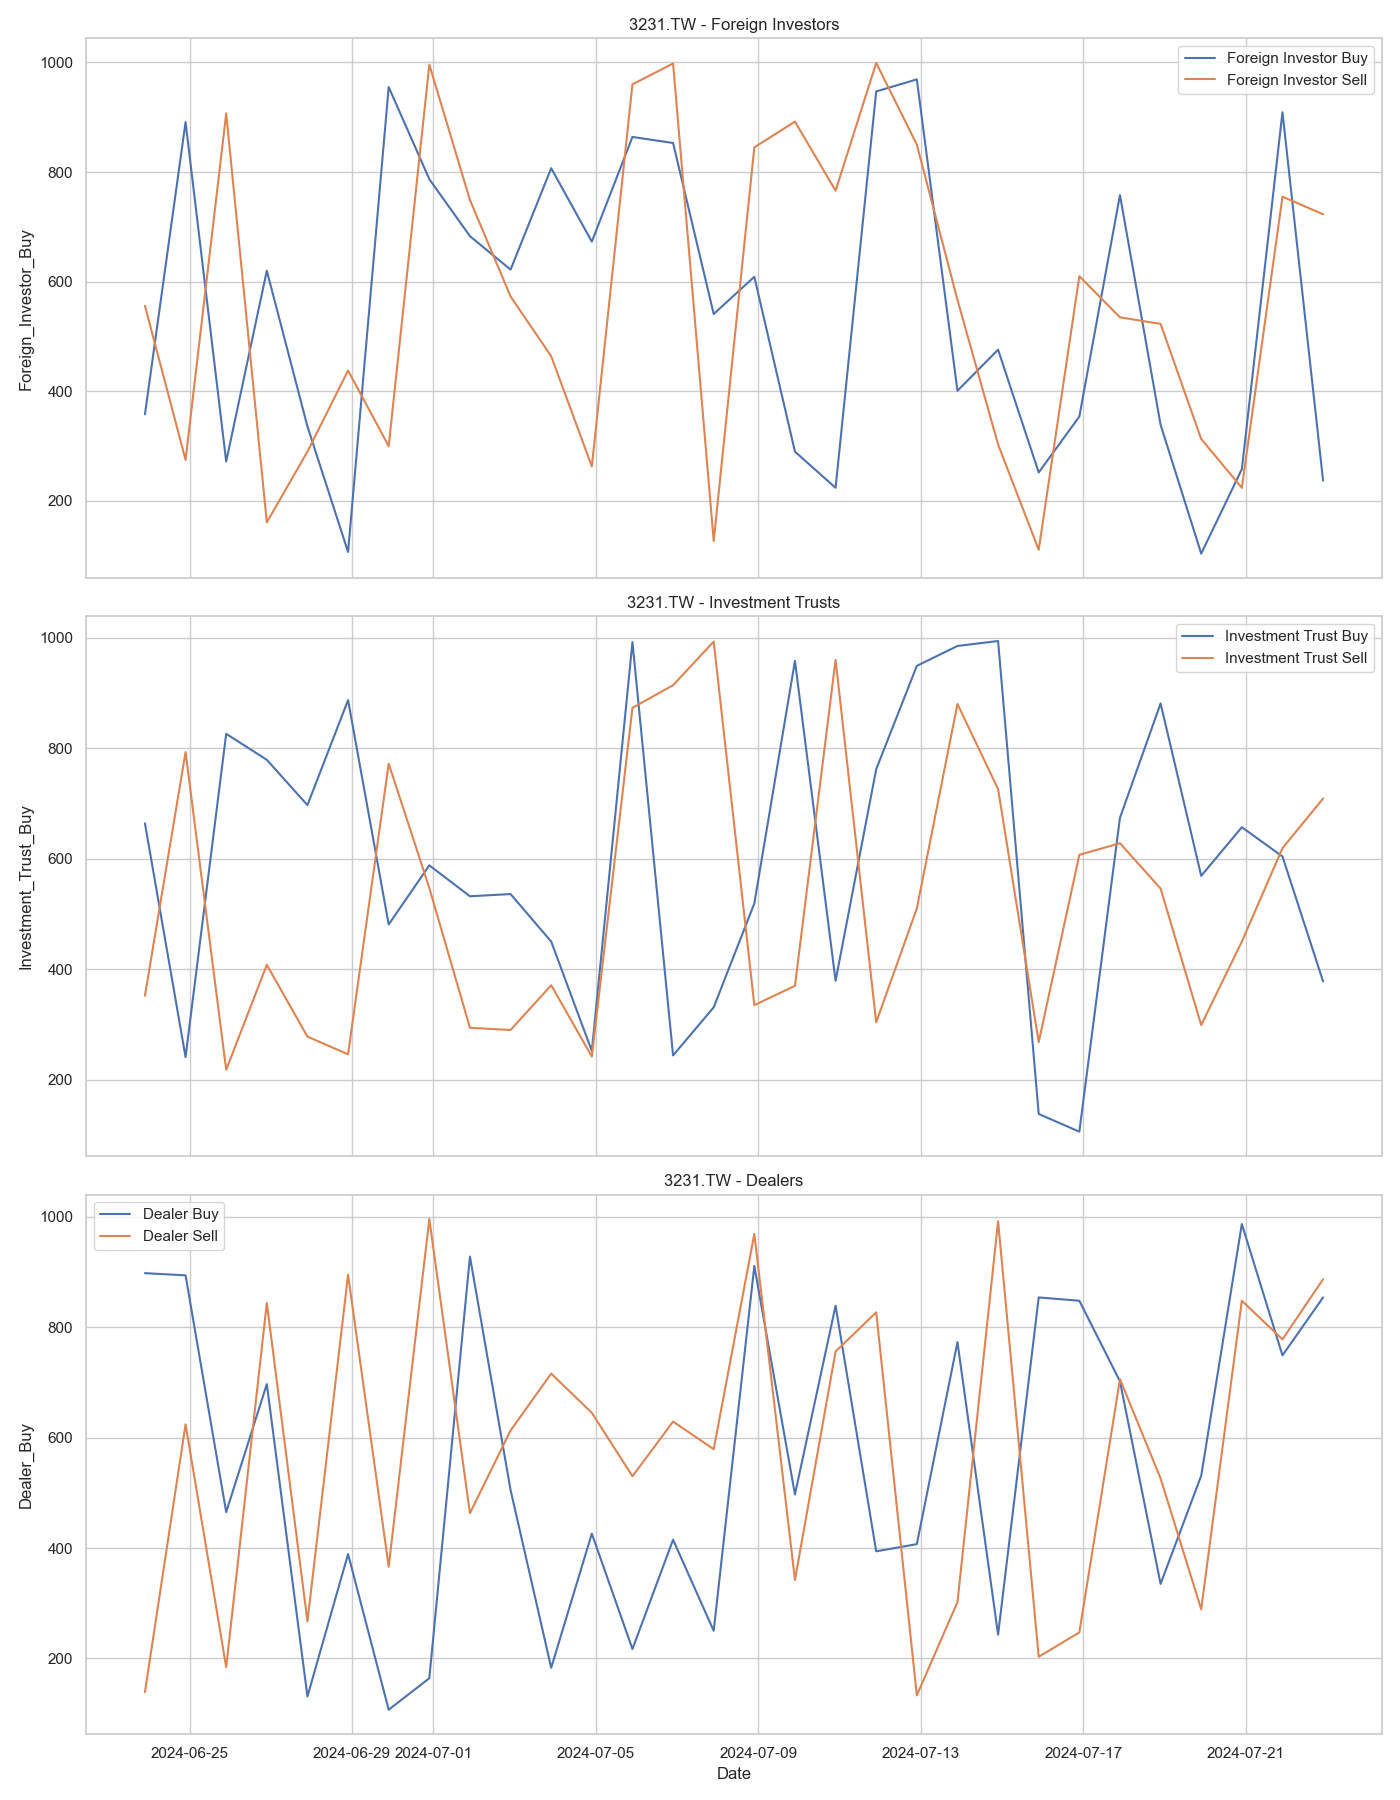 3231.TW - Foreign Investors
Foreign_Investor_Buy
1000
800
600
400
200
Foreign Investor Buy
Foreign Investor Sell
3231.TW - Investment Trusts
Investment_Trust_Buy
1000
800
600
400
200
Investment Trust Buy
Investment Trust Sell
3231.TW - Dealers
Dealer_Buy
1000
800
600
400
200
Dealer Buy
Dealer Sell
2024-06-25 2024-06-29 2024-07-01 2024-07-05 2024-07-09 2024-07-13 2024-07-17 2024-07-21
Date